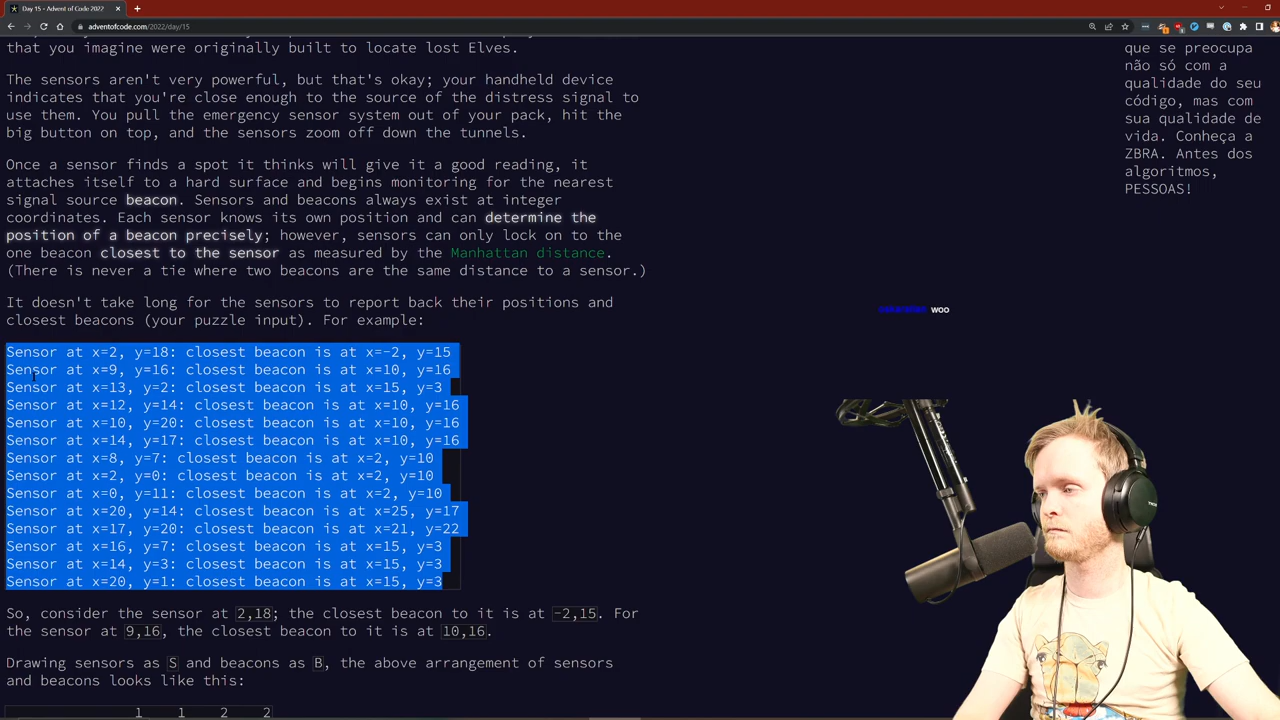 Day 15 - Advent of Code 2022
adventofcode.com/2022/day/15
that you imagine were originally built to locate lost Elves.
The sensors aren't very powerful, but that's okay; your handheld device
indicates that you're close enough to the source of the distress signal to
use them. You pull the emergency sensor system out of your pack, hit the
big button on top, and the sensors zoom off down the tunnels.
Once a sensor finds a spot it thinks will give it a good reading, it
attaches itself to a hard surface and begins monitoring for the nearest
signal source beacon. Sensors and beacons always exist at integer
coordinates. Each sensor knows its own position and can determine the
position of a beacon precisely; however, sensors can only lock on to the
one beacon closest to the sensor as measured by the Manhattan distance.
(There is never a tie where two beacons are the same distance to a sensor.)
It doesn't take long for the sensors to report back their positions and
closest beacons (your puzzle input). For example:
Sensor at x=2, y=18: closest beacon is at x=-2, y=15
Sensor at x=9, y=16: closest beacon is at x=10, y=16
Sensor at x=13, y=2: closest beacon is at x=15, y=3
Sensor at x=12, y=14: closest beacon is at x=10, y=16
Sensor at x=10, y=20: closest beacon is at x=10, y=16
Sensor at x=14, y=17: closest beacon is at x=10, y=16
Sensor at x=8, y=7: closest beacon is at x=2, y=10
Sensor at x=2, y=0: closest beacon is at x=2, y=10
Sensor at x=0, y=11: closest beacon is at x=2, y=10
Sensor at x=20, y=14: closest beacon is at x=25, y=17
Sensor at x=17, y=20: closest beacon is at x=21, y=22
Sensor at x=16, y=7: closest beacon is at x=15, y=3
Sensor at x=14, y=3: closest beacon is at x=15, y=3
Sensor at x=20, y=1: closest beacon is at x=15, y=3
So, consider the sensor at 2,18; the closest beacon to it is at -2,15. For
the sensor at 9,16, the closest beacon to it is at 10,16.
Drawing sensors as S and beacons as B, the above arrangement of sensors
and beacons looks like this:
1 1 2 2
que se preocupa
não só com a
qualidade do seu
código, mas com
sua qualidade de
vida. Conheça a
ZBRA. Antes dos
algoritmos,
PESSOAS!
woo